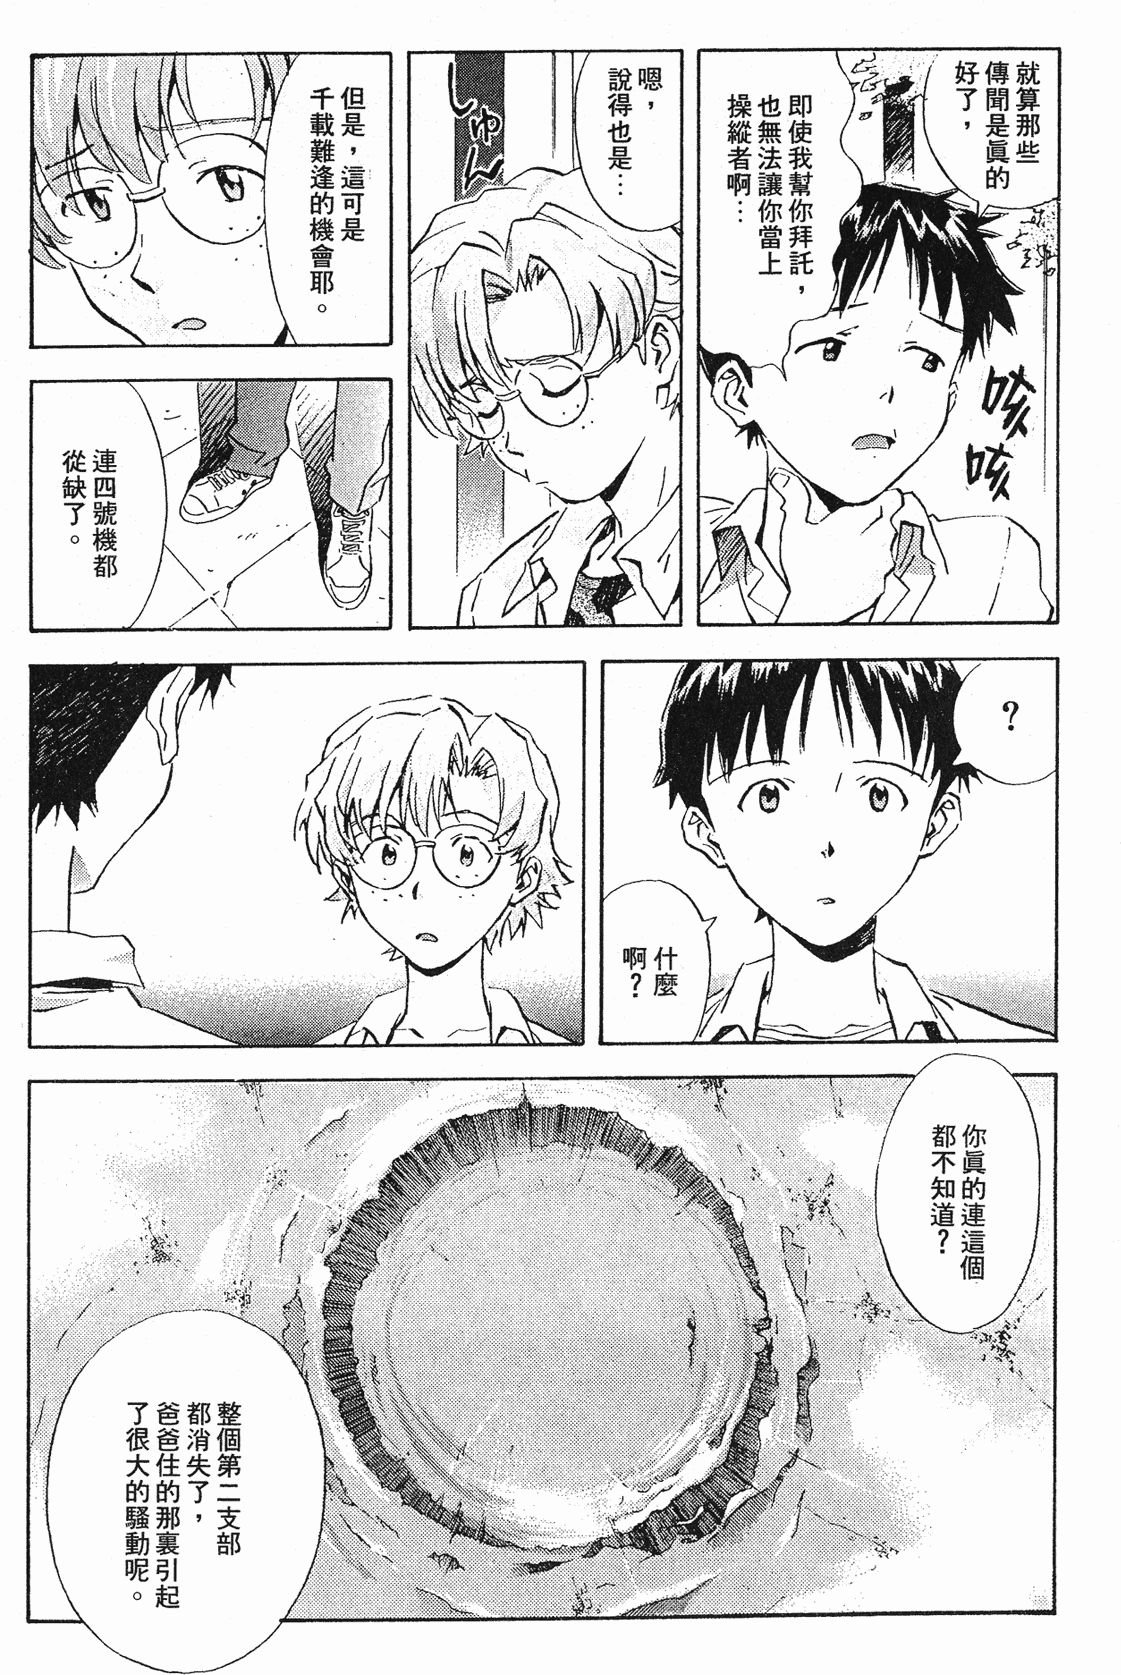 就算那些
傳聞是真的
好了，
即使我幫你拜託，
也無法讓你當上
操縱者啊…
咳咳
嗯，
說得也是…
しゅん
但是，這可是
千載難逢的機會耶。
連四號機都
從缺了。
？
什麼
啊？
你真的連這個
都不知道？
整個第二支部
都消失了，
爸爸住的那裏引起
了很大的騷動呢。